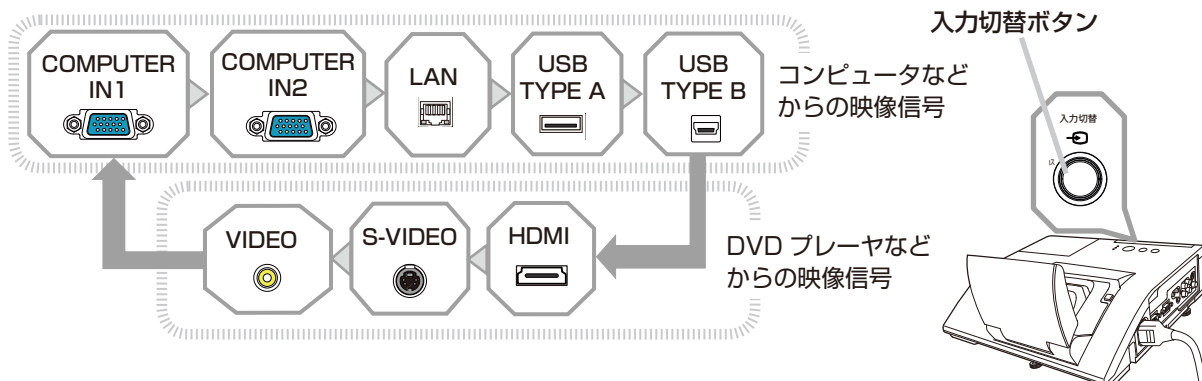 COMPUTER
IN1
COMPUTER
IN2
LAN
USB
TYPE A
USB
TYPE B
コンピュータなど
からの映像信号
VIDEO
S-VIDEO
HDMI
DVD プレーヤなど
からの映像信号
入力切替ボタン
入力切替